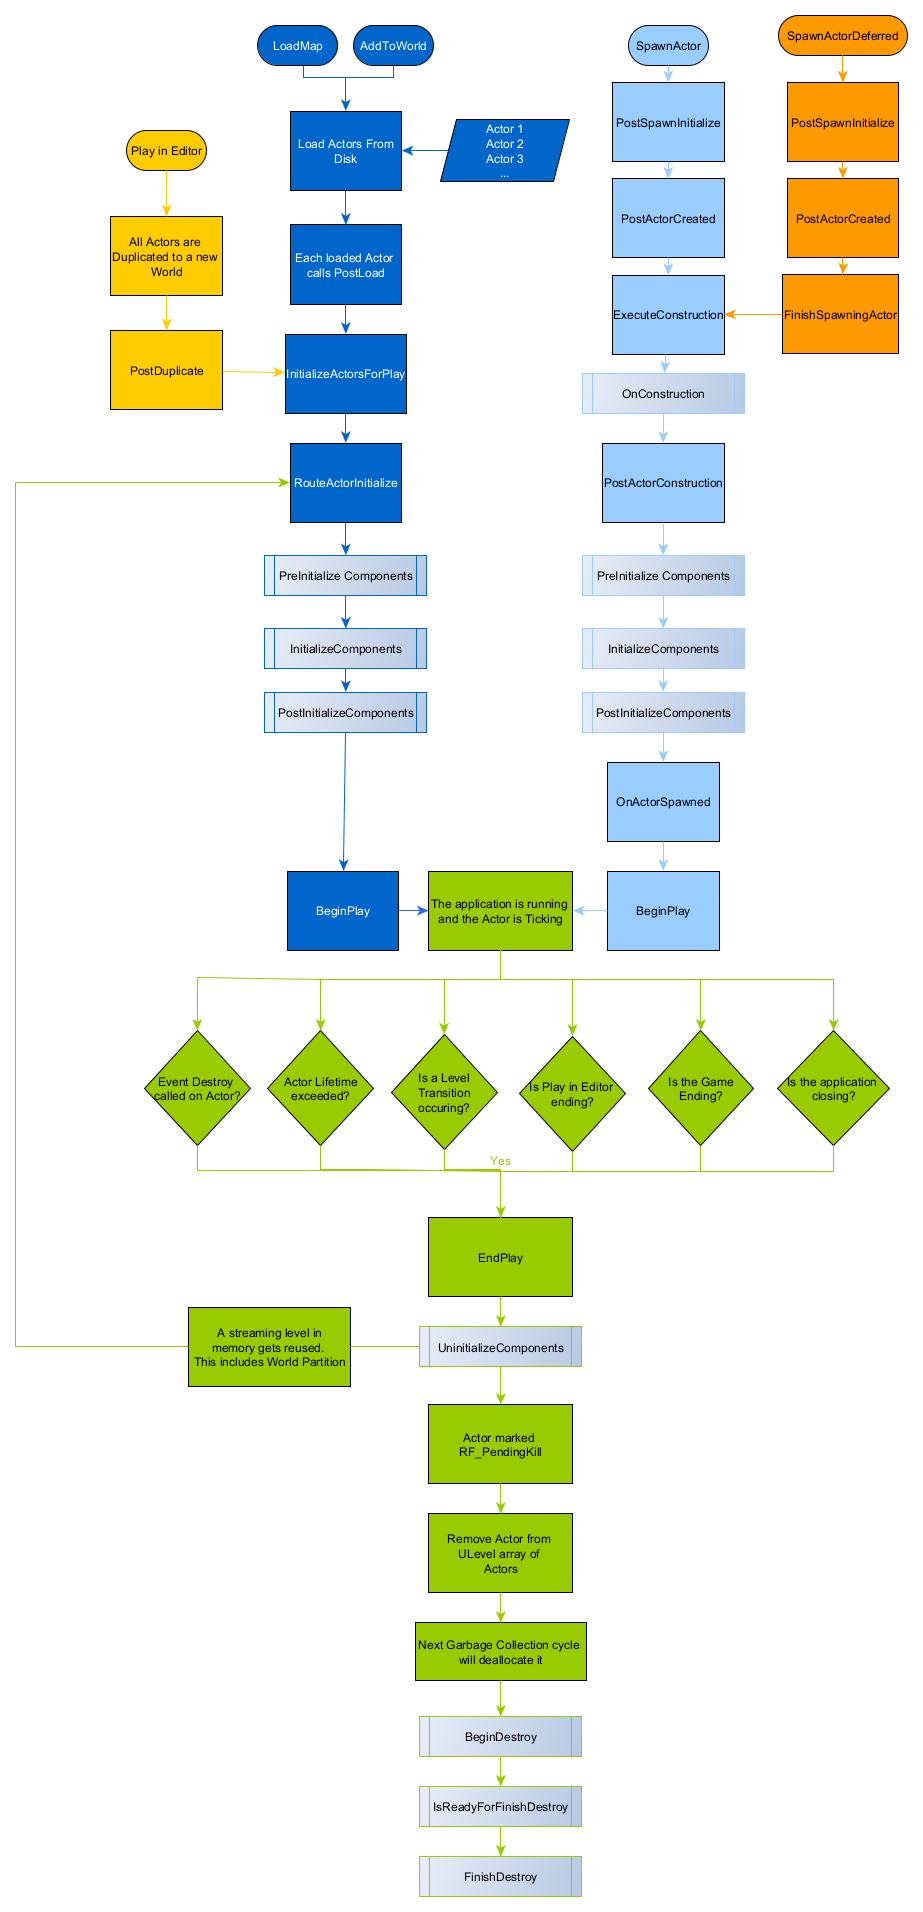 LoadMap
AddToWorld
SpawnActor
SpawnActorDeferred
Play in Editor
Load Actors From
Disk
Actor 1
Actor 2
Actor 3
...
PostSpawnInitialize
PostSpawnInitialize
All Actors are
Duplicated to a new
World
Each loaded Actor
calls PostLoad
PostActorCreated
PostActorCreated
PostDuplicate
InitializeActorsForPlay
ExecuteConstruction
FinishSpawningActor
OnConstruction
RouteActorInitialize
PostActorConstruction
PreInitialize Components
PreInitialize Components
InitializeComponents
InitializeComponents
PostInitializeComponents
PostInitializeComponents
OnActorSpawned
BeginPlay
The application is running
and the Actor is Ticking
BeginPlay
Event Destroy
called on Actor?
Actor Lifetime
exceeded?
Is a Level
Transition
occuring?
Is Play in Editor
ending?
Is the Game
Ending?
Is the application
closing?
Yes
EndPlay
A streaming level in
memory gets reused.
This includes World Partition
UninitializeComponents
Actor marked
RF_PendingKill
Remove Actor from
ULevel array of
Actors
Next Garbage Collection cycle
will deallocate it
BeginDestroy
IsReadyForFinishDestroy
FinishDestroy